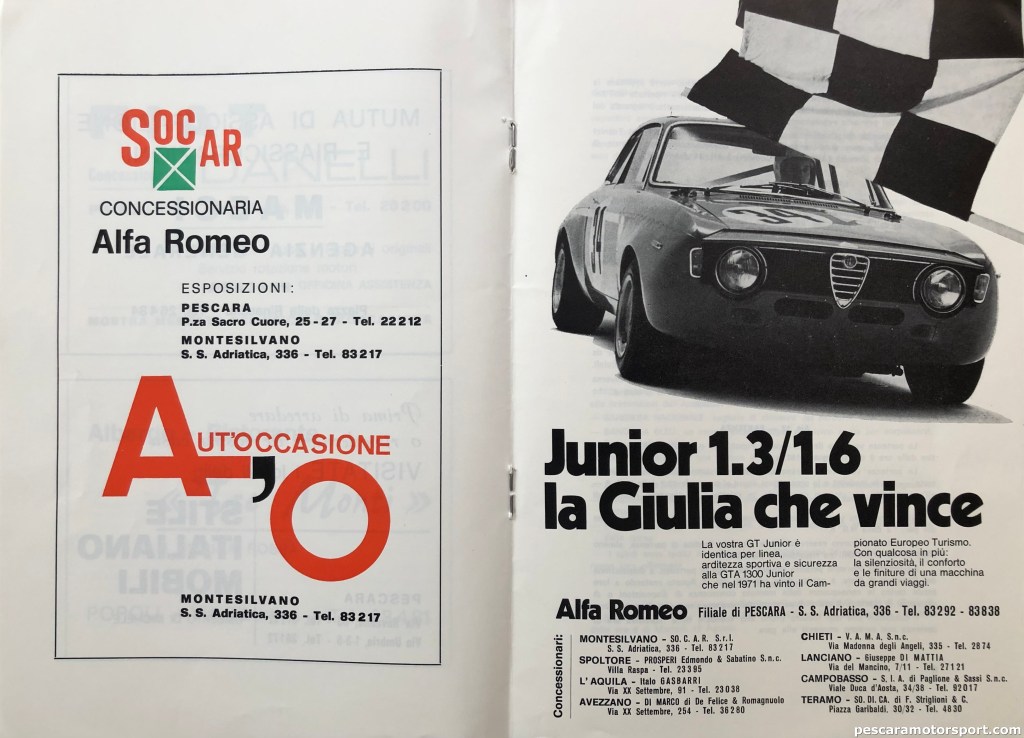 SOCAR
CONCESSIONARIA
Alfa Romeo
ESPOSIZIONI:
PESCARA
P.za Sacro Cuore, 25-27 - Tel. 22212
MONTESILVANO
S. S. Adriatica, 336 - Tel. 83217
AUT'OCCASIONE
A,O
MONTESILVANO
S. S. Adriatica, 336 - Tel. 83217
34
34
Junior 1.3/1.6
la Giulia che vince
La vostra GT Junior è
identica per linea,
arditezza sportiva e sicurezza
alla GTA 1300 Junior
che nel 1971 ha vinto il Cam-
pionato Europeo Turismo.
Con qualcosa in più:
la silenziosità, il conforto
e le finiture di una macchina
da grandi viaggi.
Alfa Romeo Filiale di PESCARA - S. S. Adriatica, 336 - Tel. 83292 - 83838
Concessionari:
MONTESILVANO - SO.C.A.R. S.r.l.
S. S. Adriatica, 336 - Tel. 83217
SPOLTORE - PROSPERI Edmondo & Sabatino S.n.c.
Villa Raspa - Tel. 23395
L'AQUILA - Italo GASBARRI
Via XX Settembre, 91 - Tel. 23038
AVEZZANO - DI MARCO di De Felice & Romagnuolo
Via XX Settembre, 254 - Tel. 36280
CHIETI - V.A.M.A. S.n.c.
Via Madonna degli Angeli, 335 - Tel. 2874
LANCIANO - Giuseppe DI MATTIA
Via del Mancino, 7/11 - Tel. 27121
CAMPOBASSO - S.I.A. di Paglione & Sassi S.n.c.
Viale Duca d'Aosta, 34/38 - Tel. 92017
TERAMO - SO.DI.CA. di F. Striglioni & C.
Piazza Garibaldi, 30/32 - Tel. 4830
pescaramotorsport.com